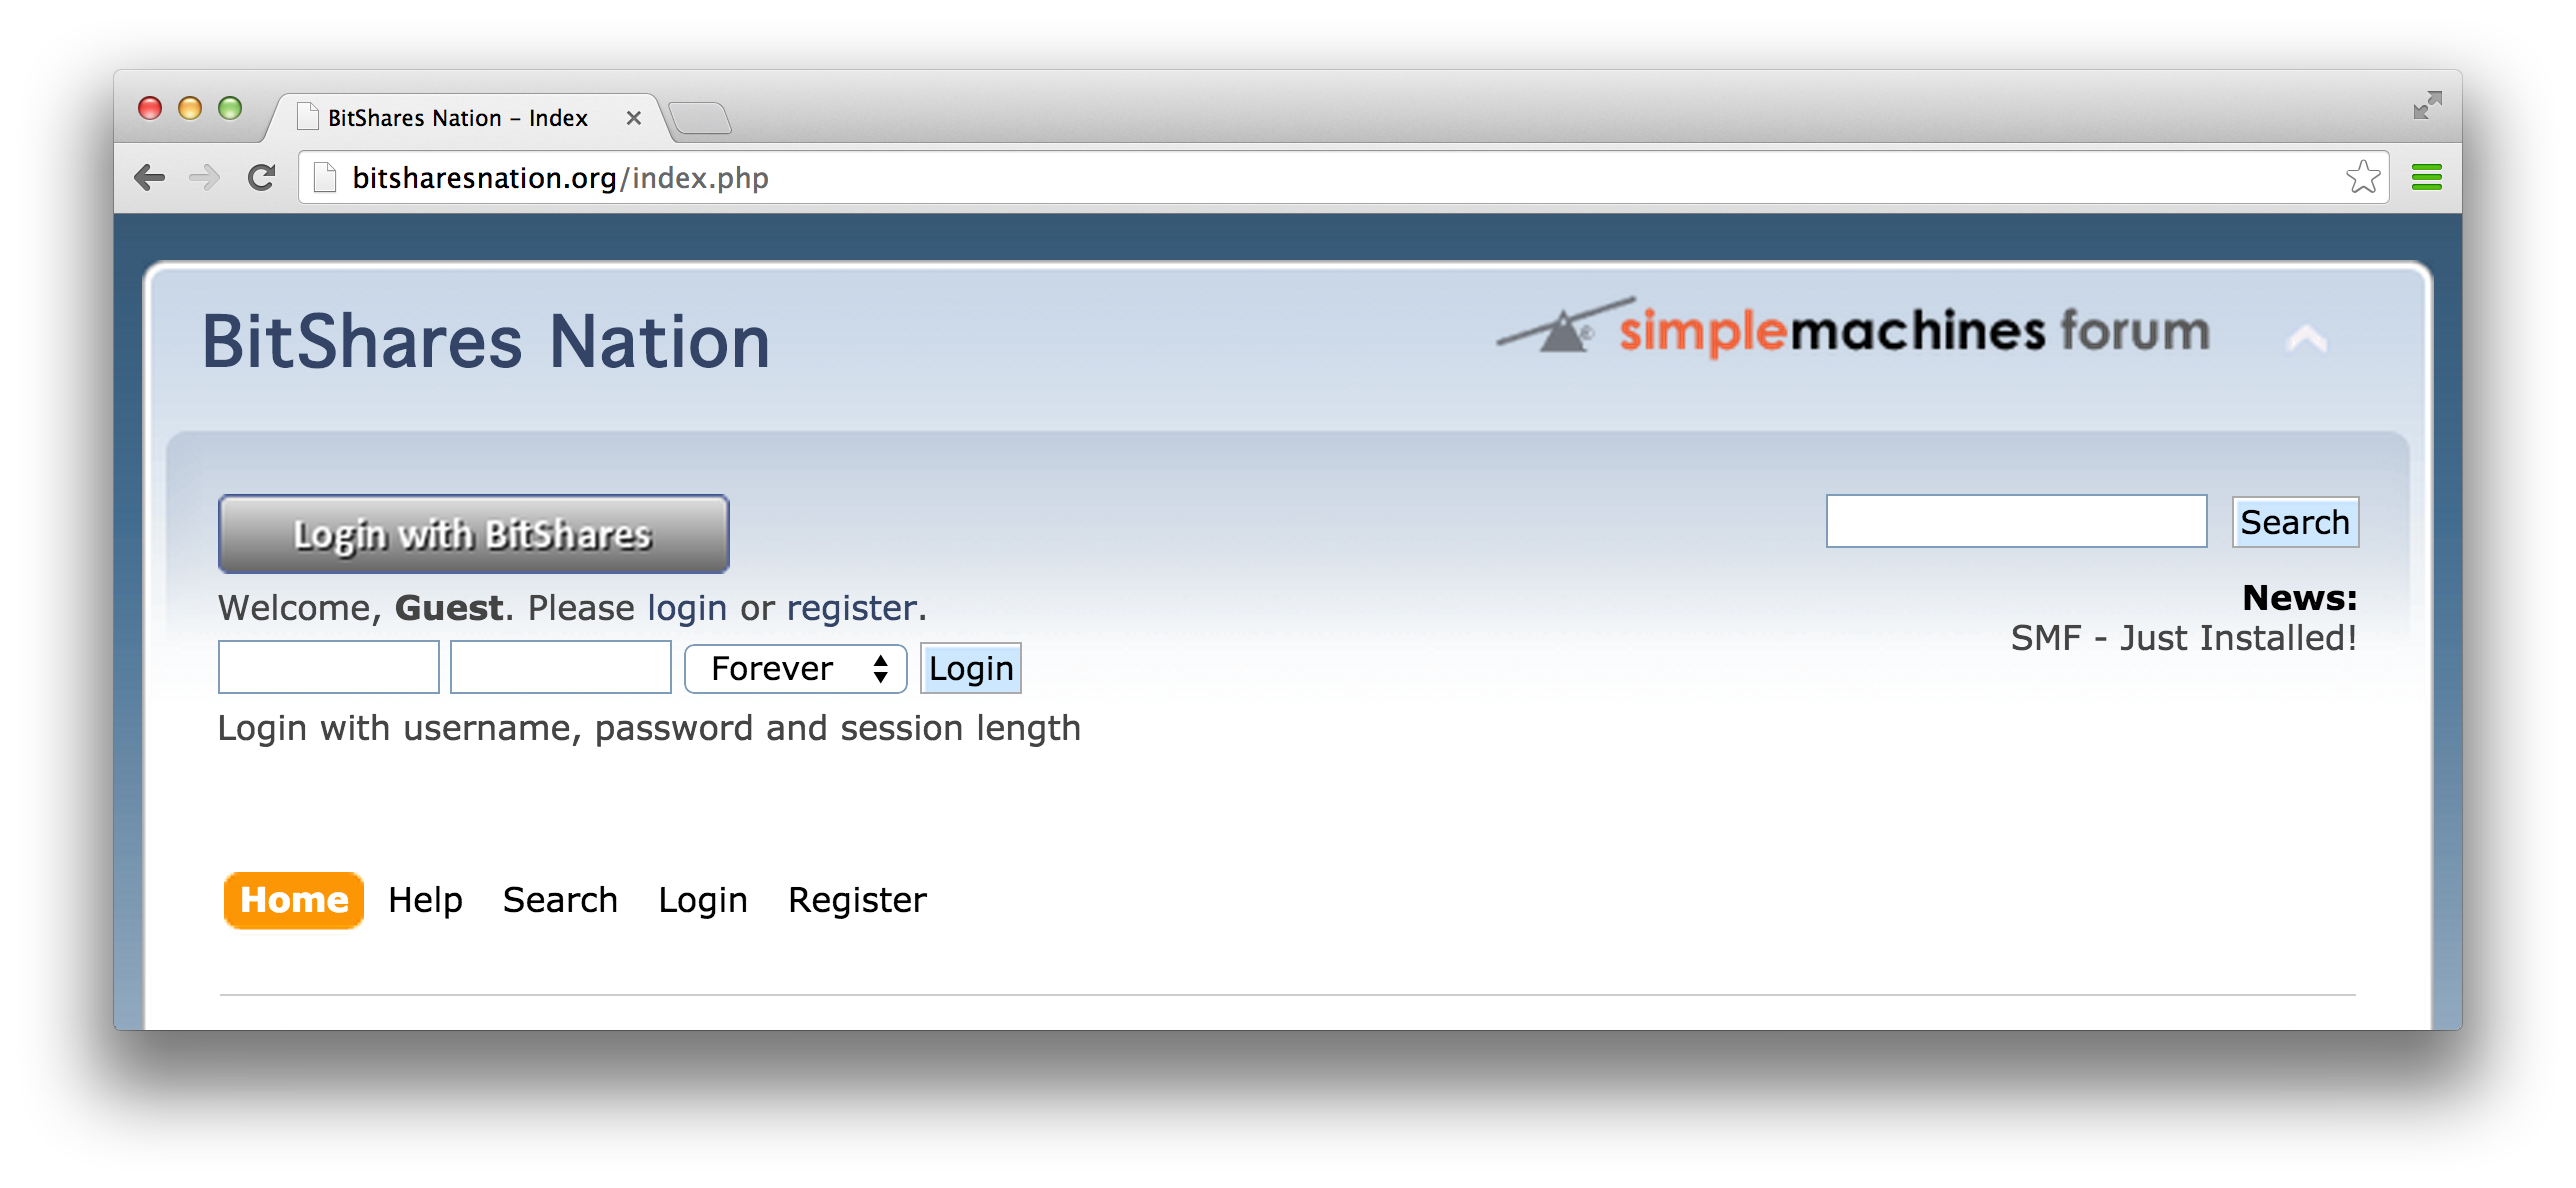 BitShares Nation - Index
bitsharesnation.org/index.php
BitShares Nation
simplemachines forum
Login with BitShares
Search
Welcome, Guest. Please login or register.
News:
SMF - Just Installed!
Forever
Login
Login with username, password and session length
Home Help Search Login Register